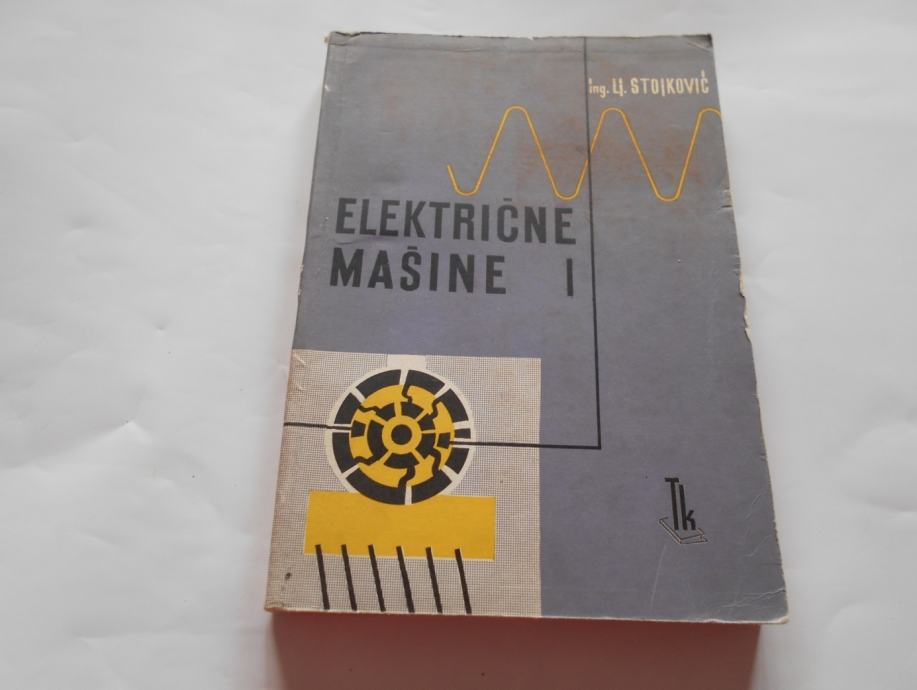 ing. Lj. STOJKOVIĆ
ELEKTRIČNE
MAŠINE I
Tk